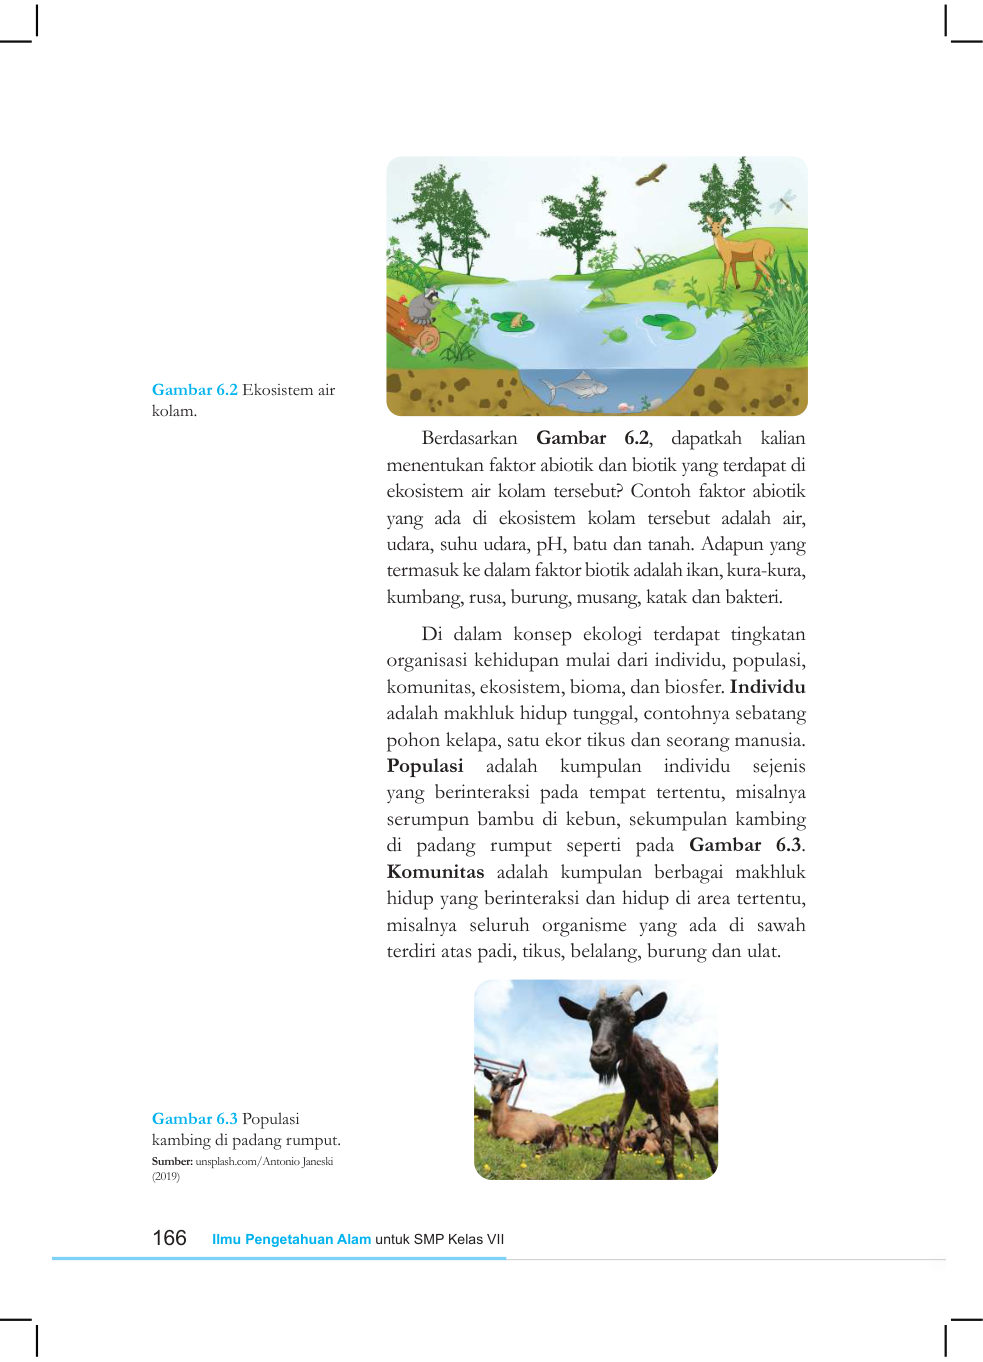 Gambar 6.2 Ekosistem air
kolam.
Berdasarkan Gambar 6.2, dapatkah kalian
menentukan faktor abiotik dan biotik yang terdapat di
ekosistem air kolam tersebut? Contoh faktor abiotik
yang ada di ekosistem kolam tersebut adalah air,
udara, suhu udara, pH, batu dan tanah. Adapun yang
termasuk ke dalam faktor biotik adalah ikan, kura-kura,
kumbang, rusa, burung, musang, katak dan bakteri.
Di dalam konsep ekologi terdapat tingkatan
organisasi kehidupan mulai dari individu, populasi,
komunitas, ekosistem, bioma, dan biosfer. Individu
adalah makhluk hidup tunggal, contohnya sebatang
pohon kelapa, satu ekor tikus dan seorang manusia.
Populasi adalah kumpulan individu sejenis
yang berinteraksi pada tempat tertentu, misalnya
serumpun bambu di kebun, sekumpulan kambing
di padang rumput seperti pada Gambar 6.3.
Komunitas adalah kumpulan berbagai makhluk
hidup yang berinteraksi dan hidup di area tertentu,
misalnya seluruh organisme yang ada di sawah
terdiri atas padi, tikus, belalang, burung dan ulat.
Gambar 6.3 Populasi
kambing di padang rumput.
Sumber: unsplash.com/Antonio Janeski
(2019)
166 Ilmu Pengetahuan Alam untuk SMP Kelas VII